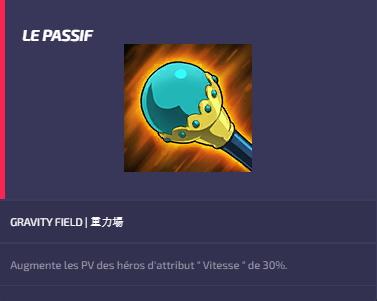 LE PASSIF
GRAVITY FIELD | 重力場
Augmente les PV des héros d'attribut " Vitesse " de 30%.